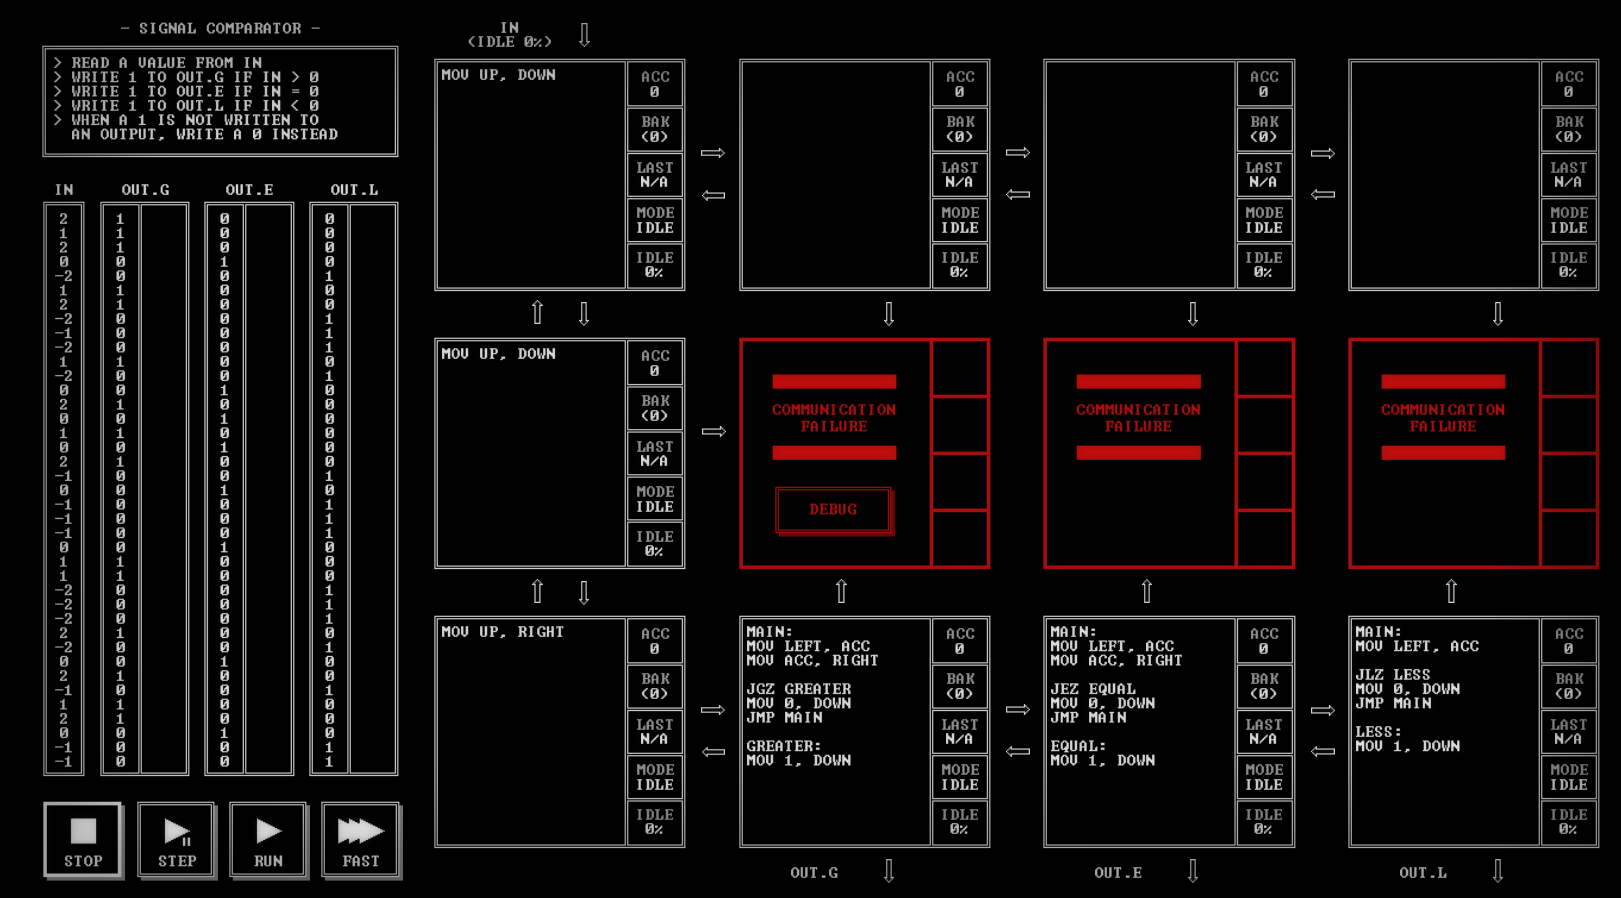 - SIGNAL COMPARATOR -
> READ A VALUE FROM IN
> WRITE 1 TO OUT.G IF IN > 0
> WRITE 1 TO OUT.E IF IN = 0
> WRITE 1 TO OUT.L IF IN < 0
> WHEN A 1 IS NOT WRITTEN TO
AN OUTPUT, WRITE A 0 INSTEAD
IN OUT.G OUT.E OUT.L
2 1 0 0
1 1 0 0
2 1 0 0
0 0 1 0
-2 0 0 1
1 1 0 0
2 1 0 0
-2 0 0 1
-1 0 0 1
-2 0 0 1
1 1 0 0
-2 0 0 1
0 0 1 0
2 1 0 0
0 0 1 0
1 1 0 0
0 0 1 0
2 1 0 0
-1 0 0 1
0 0 1 0
-1 0 0 1
-1 0 0 1
-1 0 0 1
0 0 1 0
1 1 0 0
1 1 0 0
-2 0 0 1
-2 0 0 1
-2 0 0 1
2 1 0 0
-2 0 0 1
0 0 1 0
2 1 0 0
-1 0 0 1
1 1 0 0
2 1 0 0
0 0 1 0
-1 0 0 1
-1 0 0 1
STOP
STEP
RUN
FAST
IN
(IDLE 0%)
MOV UP, DOWN
ACC
0
BAK
(0)
LAST
N/A
MODE
IDLE
IDLE
0%
ACC
0
BAK
(0)
LAST
N/A
MODE
IDLE
IDLE
0%
ACC
0
BAK
(0)
LAST
N/A
MODE
IDLE
IDLE
0%
ACC
0
BAK
(0)
LAST
N/A
MODE
IDLE
IDLE
0%
MOV UP, DOWN
ACC
0
BAK
(0)
LAST
N/A
MODE
IDLE
IDLE
0%
COMMUNICATION
FAILURE
DEBUG
COMMUNICATION
FAILURE
COMMUNICATION
FAILURE
MOV UP, RIGHT
ACC
0
BAK
(0)
LAST
N/A
MODE
IDLE
IDLE
0%
MAIN:
MOV LEFT, ACC
MOV ACC, RIGHT
JGZ GREATER
MOV 0, DOWN
JMP MAIN
GREATER:
MOV 1, DOWN
ACC
0
BAK
(0)
LAST
N/A
MODE
IDLE
IDLE
0%
MAIN:
MOV LEFT, ACC
MOV ACC, RIGHT
JEZ EQUAL
MOV 0, DOWN
JMP MAIN
EQUAL:
MOV 1, DOWN
ACC
0
BAK
(0)
LAST
N/A
MODE
IDLE
IDLE
0%
MAIN:
MOV LEFT, ACC
JLZ LESS
MOV 0, DOWN
JMP MAIN
LESS:
MOV 1, DOWN
ACC
0
BAK
(0)
LAST
N/A
MODE
IDLE
IDLE
0%
OUT.G
OUT.E
OUT.L